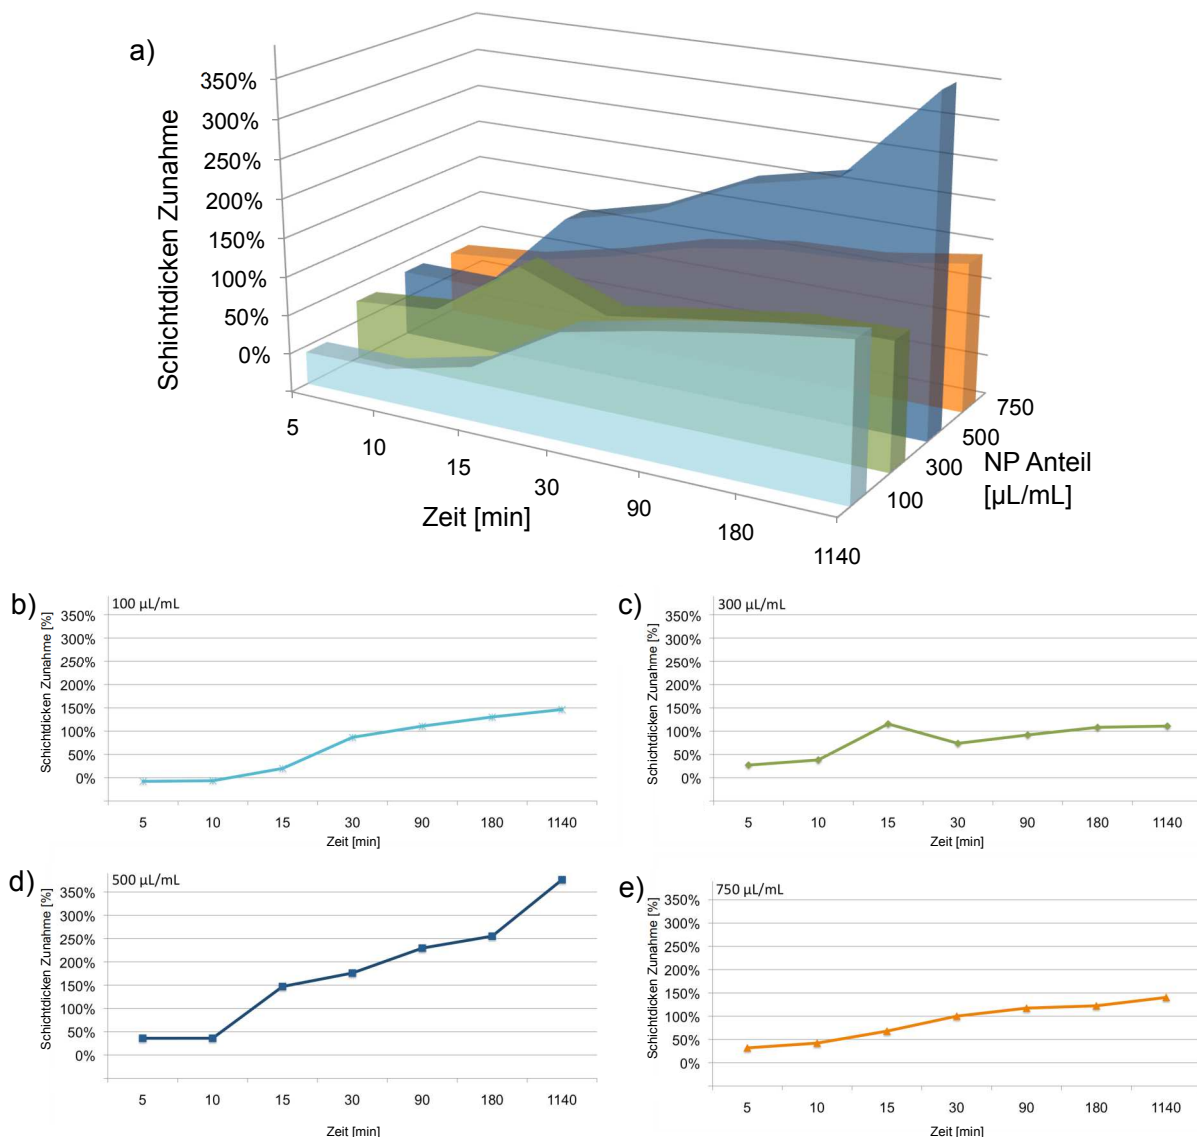 a)
Schichtdicken Zunahme
350%
300%
250%
200%
150%
100%
50%
0%
5
10
15
30
90
180
1140
Zeit [min]
100
300
500
750
NP Anteil
[µL/mL]
b)
100 µL/mL
Schichtdicken Zunahme [%]
350%
300%
250%
200%
150%
100%
50%
0%
5 10 15 30 90 180 1140
Zeit [min]
c)
300 µL/mL
Schichtdicken Zunahme [%]
350%
300%
250%
200%
150%
100%
50%
0%
5 10 15 30 90 180 1140
Zeit [min]
d)
500 µL/mL
Schichtdicken Zunahme [%]
350%
300%
250%
200%
150%
100%
50%
0%
5 10 15 30 90 180 1140
Zeit [min]
e)
750 µL/mL
Schichtdicken Zunahme [%]
350%
300%
250%
200%
150%
100%
50%
0%
5 10 15 30 90 180 1140
Zeit [min]